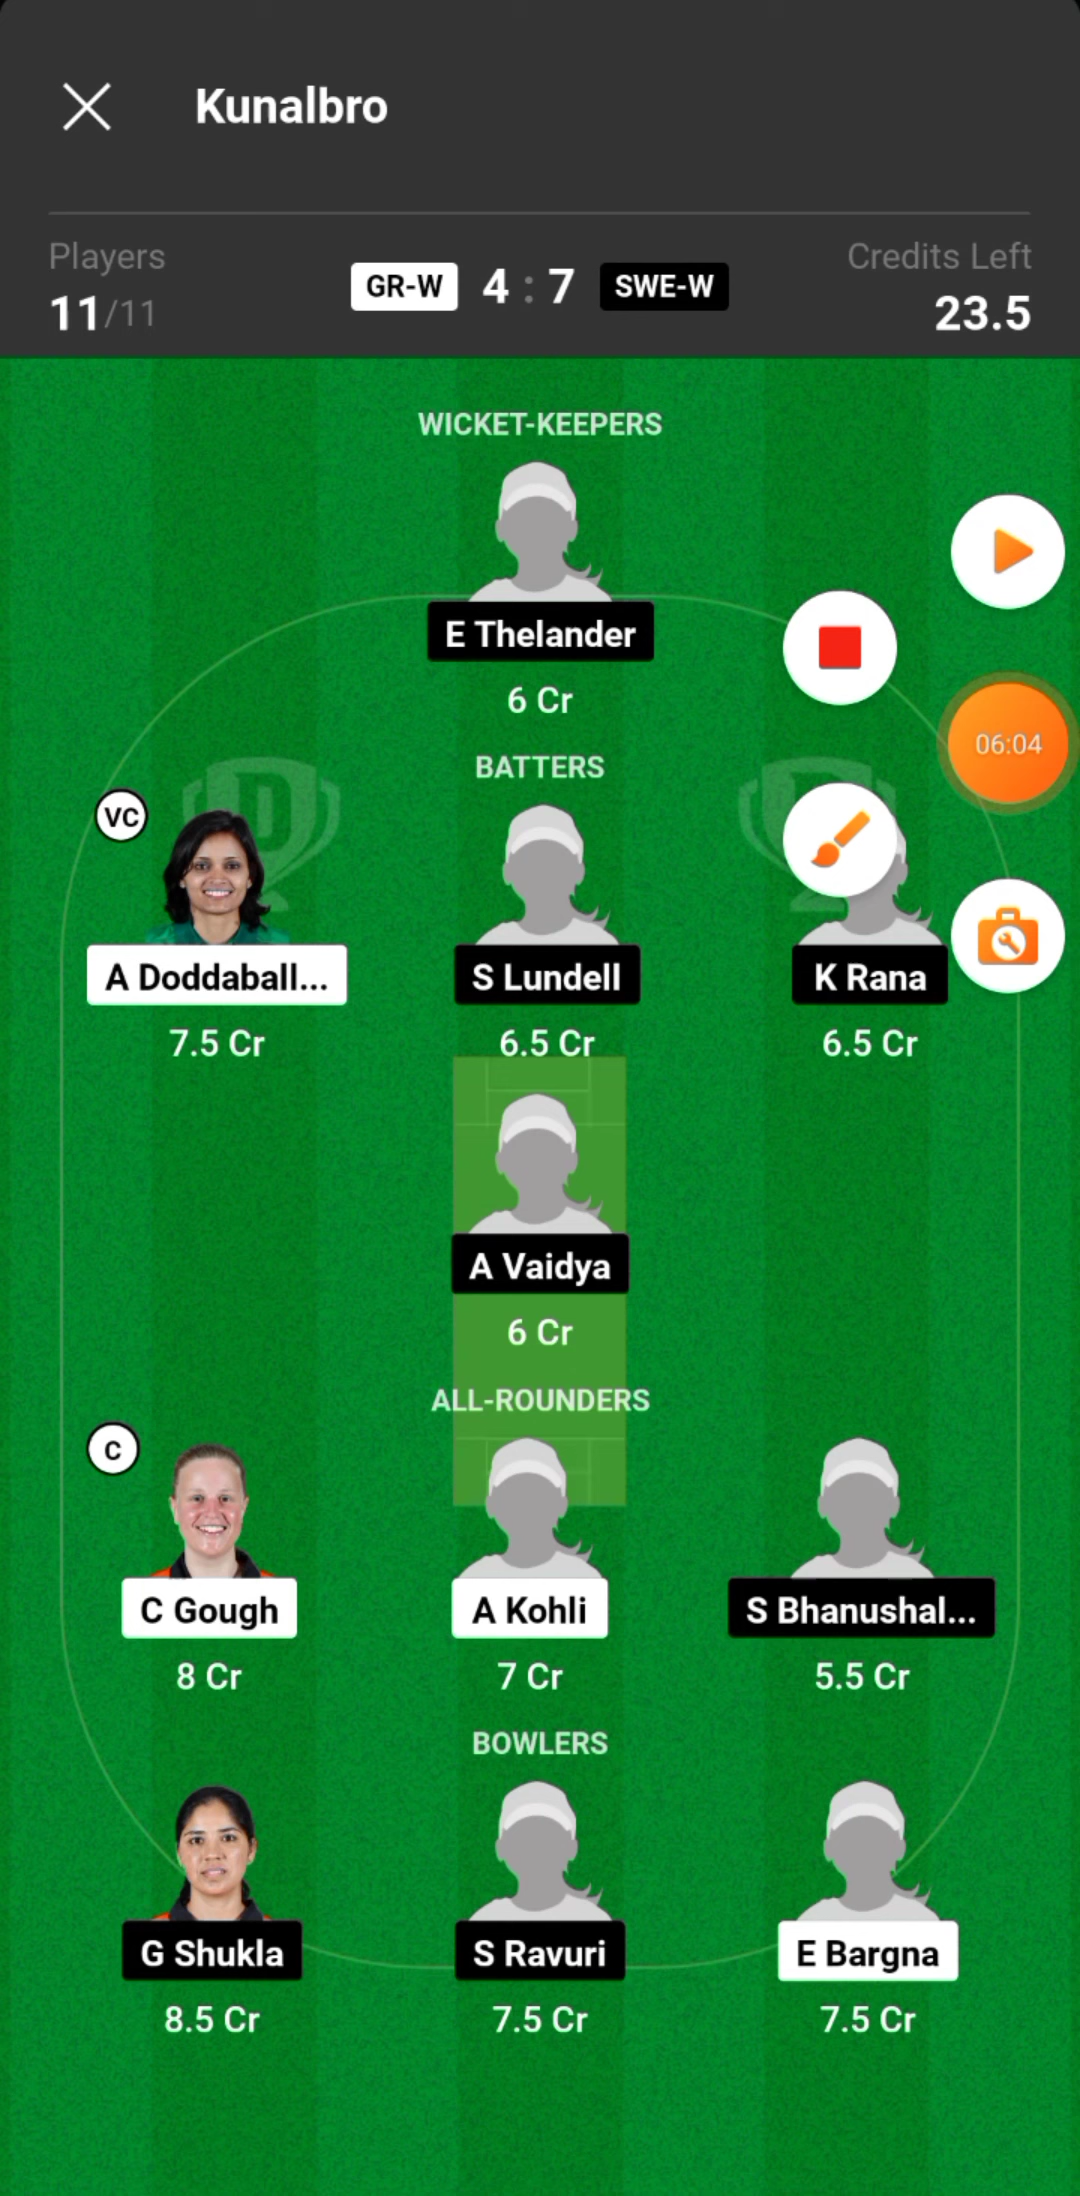 Kunalbro
Players
Credits Left
11/11
GR-W 4 : 7 SWE-W
23.5
WICKET-KEEPERS
E Thelander
6 Cr
06:04
BATTERS
VC
A Doddaball...
S Lundell
K Rana
7.5 Cr
6.5 Cr
6.5 Cr
A Vaidya
6 Cr
ALL-ROUNDERS
C
C Gough
A Kohli
S Bhanushal...
8 Cr
7 Cr
5.5 Cr
BOWLERS
G Shukla
S Ravuri
E Bargna
8.5 Cr
7.5 Cr
7.5 Cr